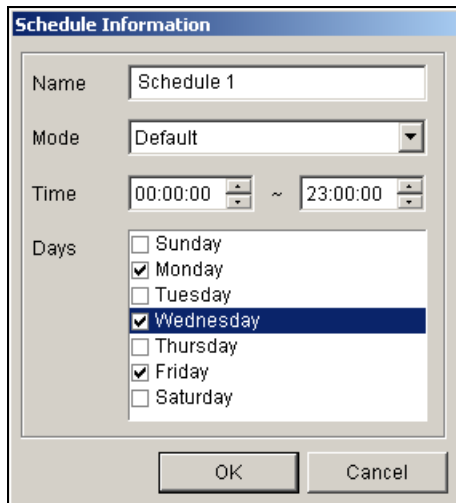 Schedule Information
Name Schedule 1
Mode Default
Time 00:00:00 ~ 23:00:00
Days
Sunday
Monday
Tuesday
Wednesday
Thursday
Friday
Saturday
OK Cancel